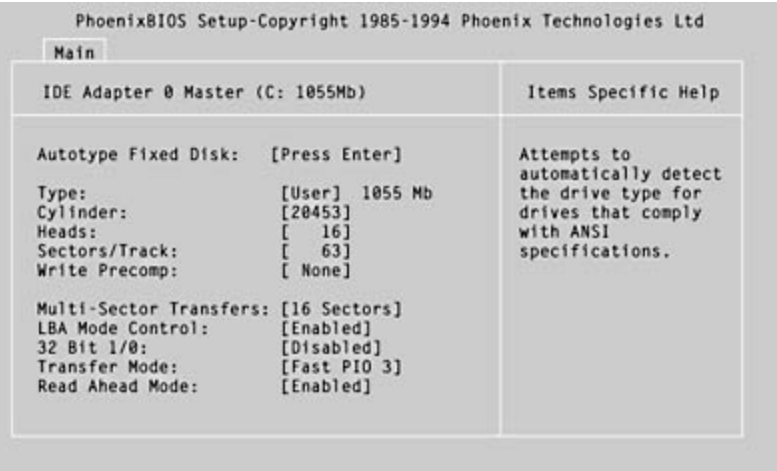 PhoenixBIOS Setup-Copyright 1985-1994 Phoenix Technologies Ltd
Main
IDE Adapter 0 Master (C: 1055Mb)
Autotype Fixed Disk: [Press Enter]
Type: [User] 1055 Mb
Cylinder: [20453]
Heads: [ 16]
Sectors/Track: [ 63]
Write Precomp: [ None]
Multi-Sector Transfers: [16 Sectors]
LBA Mode Control: [Enabled]
32 Bit 1/0: [Disabled]
Transfer Mode: [Fast PIO 3]
Read Ahead Mode: [Enabled]
Items Specific Help
Attempts to
automatically detect
the drive type for
drives that comply
with ANSI
specifications.